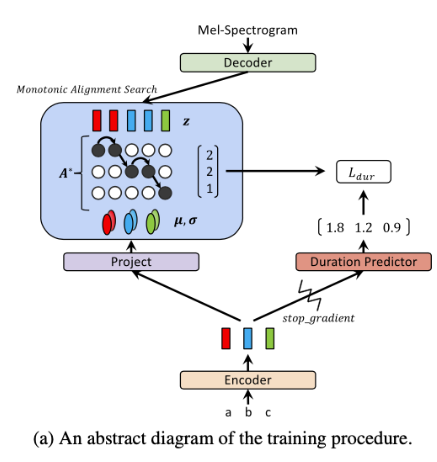 Mel-Spectrogram
Decoder
Monotonic Alignment Search
z
A*
2
2
1
L_dur
μ, σ
1.8 1.2 0.9
Project
Duration Predictor
stop_gradient
Encoder
a b c
(a) An abstract diagram of the training procedure.